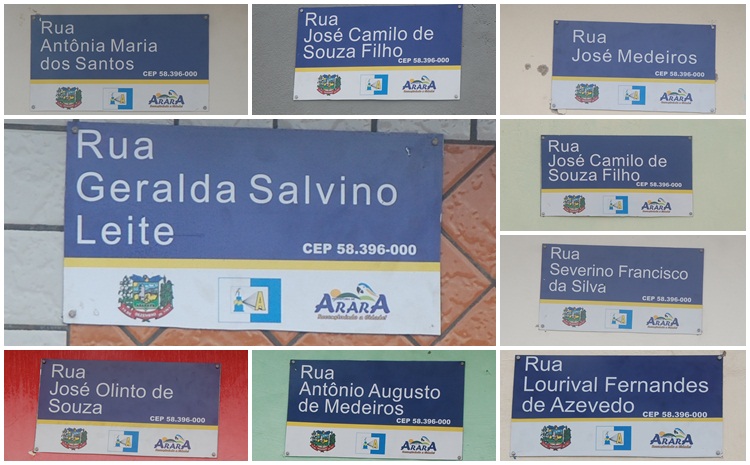 Rua
Antônia Maria
dos Santos
CEP 58.396-000
ARARA
Rua
José Camilo de
Souza Filho
CEP 58.396-000
ARARA
Rua
José Medeiros
CEP 58.396-000
ARARA
Rua
Geralda Salvino
Leite
CEP 58.396-000
A
ARARA
Rua
José Camilo de
Souza Filho
CEP 58.396-000
ARARA
Rua
Severino Francisco
da Silva
CEP 58.396-000
ARARA
Rua
José Olinto de
Souza
CEP 58.396-000
ARARA
Rua
Antônio Augusto
de Medeiros
CEP 58.396-000
ARARA
Rua
Lourival Fernandes
de Azevedo
CEP 58.396-000
ARARA